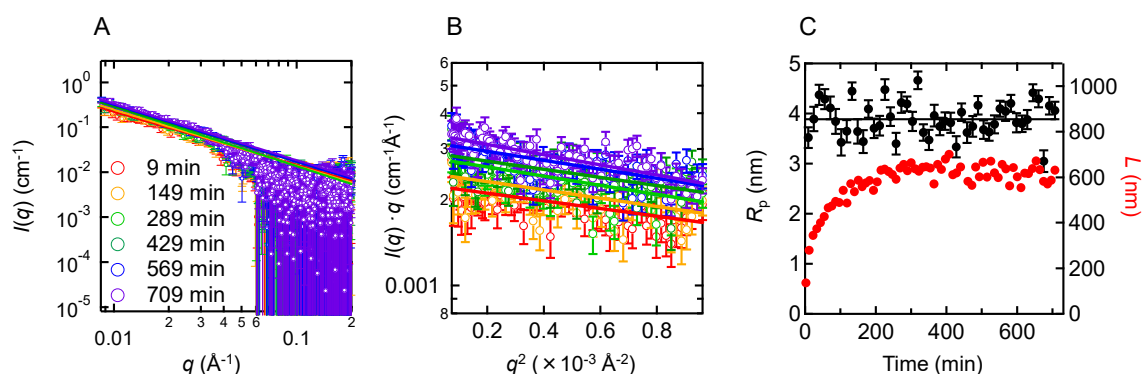 A
I(q) (cm⁻¹)
10⁰
10⁻¹
10⁻²
10⁻³
10⁻⁴
10⁻⁵
9 min
149 min
289 min
429 min
569 min
709 min
0.01
2
3
4
5
6
0.1
2
q (Å⁻¹)
B
I(q) · q (cm⁻¹Å⁻¹)
6
5
4
3
2
0.001
8
0.2
0.4
0.6
0.8
q² (×10⁻³ Å⁻²)
C
Rₚ (nm)
5
4
3
2
1
0
0
200
400
600
Time (min)
1000
800
600
400
200
0
L (nm)